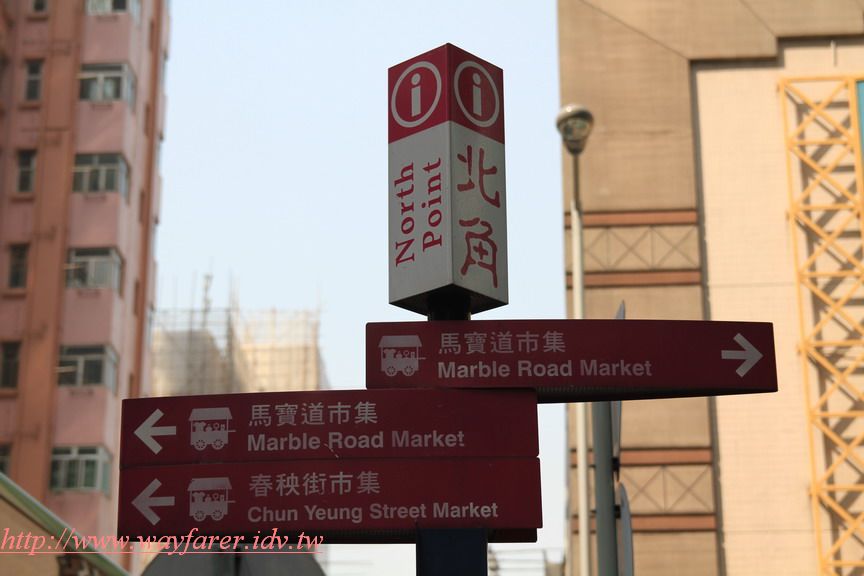 i
i
North
Point
北角
馬寶道市集
Marble Road Market
馬寶道市集
Marble Road Market
春秧街市集
Chun Yeung Street Market
http://www.wayfarer.idv.tw